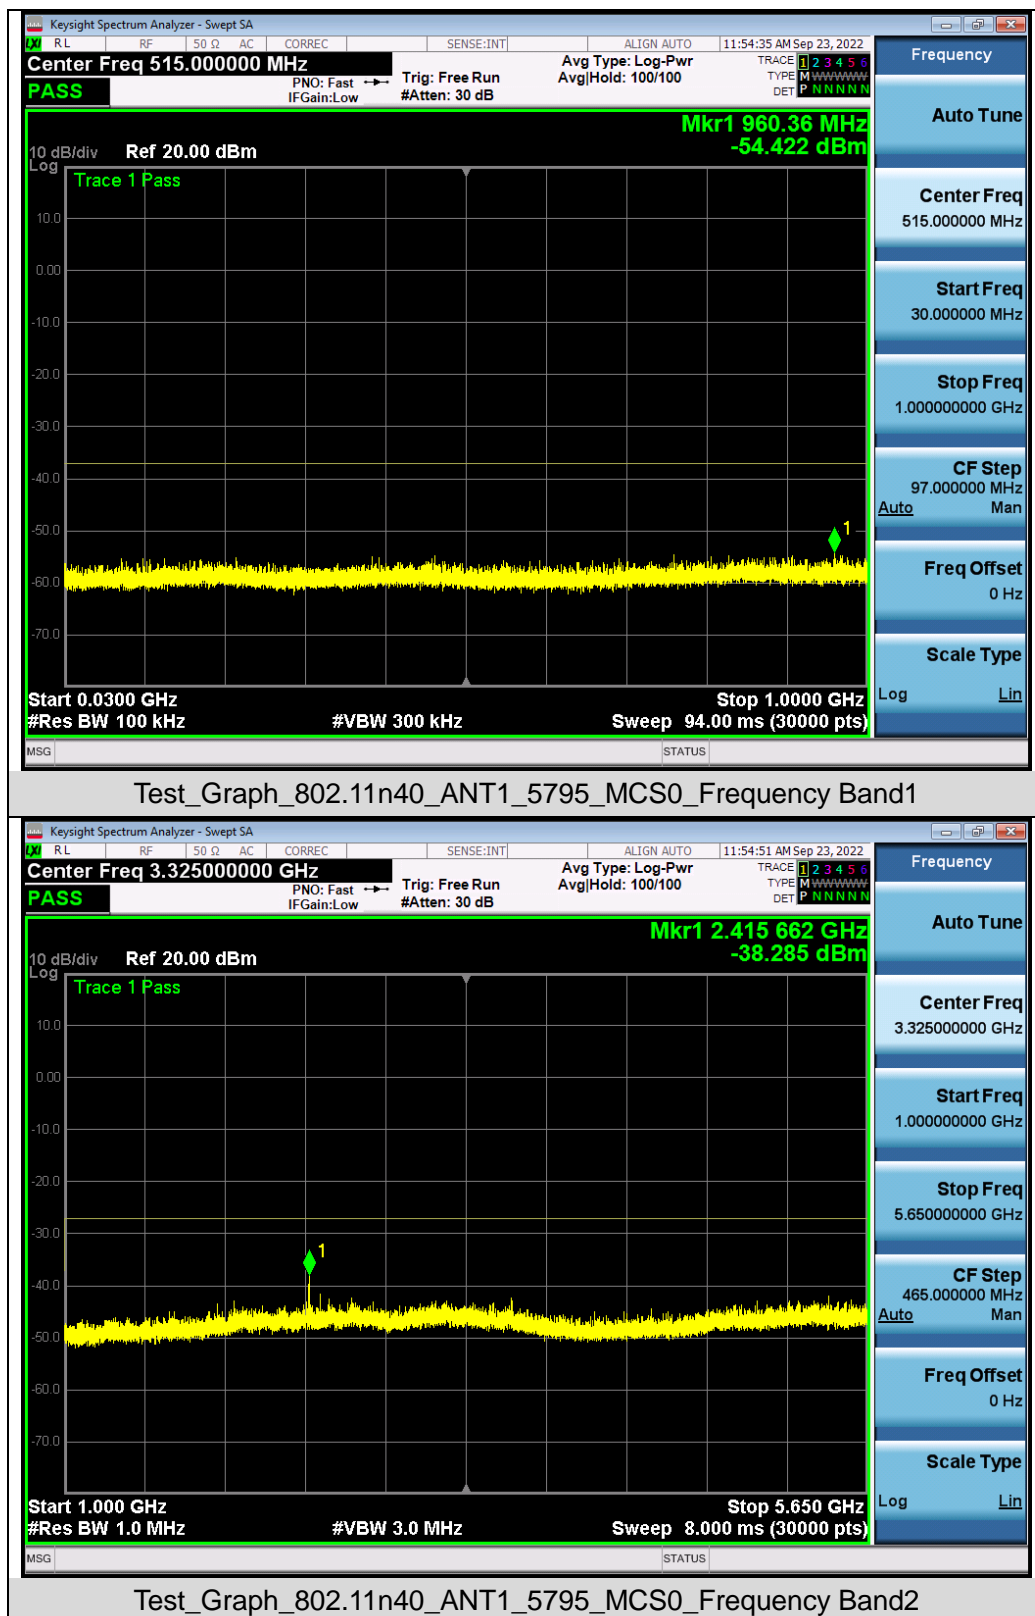 Keysight Spectrum Analyzer - Swept SA
LXI RL RF 50 Ω AC CORREC SENSE:INT ALIGN AUTO 11:54:35 AM Sep 23, 2022
Center Freq 515.000000 MHz
PASS
PNO: Fast
IFGain:Low
Trig: Free Run
#Atten: 30 dB
Avg Type: Log-Pwr
Avg|Hold: 100/100
TRACE 1 2 3 4 5 6
TYPE M WWWWW
DET P N N N N N
Mkr1 960.36 MHz
-54.422 dBm
10 dB/div Ref 20.00 dBm
Log
Trace 1 Pass
10.0
0.00
-10.0
-20.0
-30.0
-40.0
-50.0
-60.0
-70.0
1
Start 0.0300 GHz Stop 1.0000 GHz
#Res BW 100 kHz #VBW 300 kHz Sweep 94.00 ms (30000 pts)
MSG STATUS
Frequency
Auto Tune
Center Freq
515.000000 MHz
Start Freq
30.000000 MHz
Stop Freq
1.000000000 GHz
CF Step
97.000000 MHz
Auto Man
Freq Offset
0 Hz
Scale Type
Log Lin
Test_Graph_802.11n40_ANT1_5795_MCS0_Frequency Band1
Keysight Spectrum Analyzer - Swept SA
LXI RL RF 50 Ω AC CORREC SENSE:INT ALIGN AUTO 11:54:51 AM Sep 23, 2022
Center Freq 3.325000000 GHz
PASS
PNO: Fast
IFGain:Low
Trig: Free Run
#Atten: 30 dB
Avg Type: Log-Pwr
Avg|Hold: 100/100
TRACE 1 2 3 4 5 6
TYPE M WWWWW
DET P N N N N N
Mkr1 2.415 662 GHz
-38.285 dBm
10 dB/div Ref 20.00 dBm
Log
Trace 1 Pass
10.0
0.00
-10.0
-20.0
-30.0
-40.0
-50.0
-60.0
-70.0
1
Start 1.000 GHz Stop 5.650 GHz
#Res BW 1.0 MHz #VBW 3.0 MHz Sweep 8.000 ms (30000 pts)
MSG STATUS
Frequency
Auto Tune
Center Freq
3.325000000 GHz
Start Freq
1.000000000 GHz
Stop Freq
5.650000000 GHz
CF Step
465.000000 MHz
Auto Man
Freq Offset
0 Hz
Scale Type
Log Lin
Test_Graph_802.11n40_ANT1_5795_MCS0_Frequency Band2